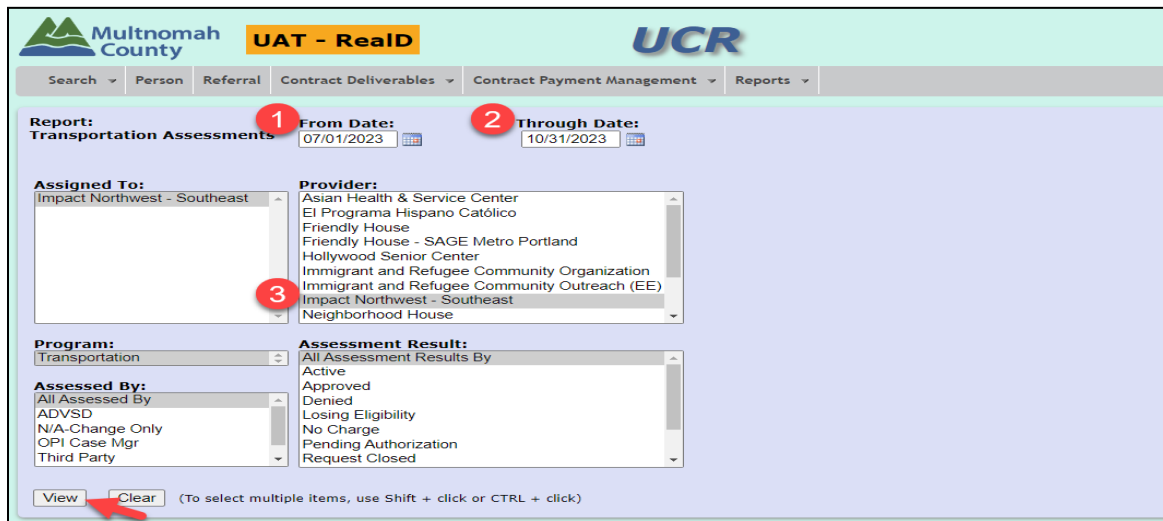 Multnomah County
UAT - RealD
UCR
Search Person Referral Contract Deliverables Contract Payment Management Reports
Report:
Transportation Assessments
1
From Date:
07/01/2023
2
Through Date:
10/31/2023
Assigned To:
Impact Northwest - Southeast
Provider:
Asian Health & Service Center
El Programa Hispano Católico
Friendly House
Friendly House - SAGE Metro Portland
Hollywood Senior Center
Immigrant and Refugee Community Organization
Immigrant and Refugee Community Outreach (EE)
3
Impact Northwest - Southeast
Neighborhood House
Program:
Transportation
Assessed By:
All Assessed By
ADVSD
N/A-Change Only
OPI Case Mgr
Third Party
Assessment Result:
All Assessment Results By
Active
Approved
Denied
Losing Eligibility
No Charge
Pending Authorization
Request Closed
View Clear (To select multiple items, use Shift + click or CTRL + click)